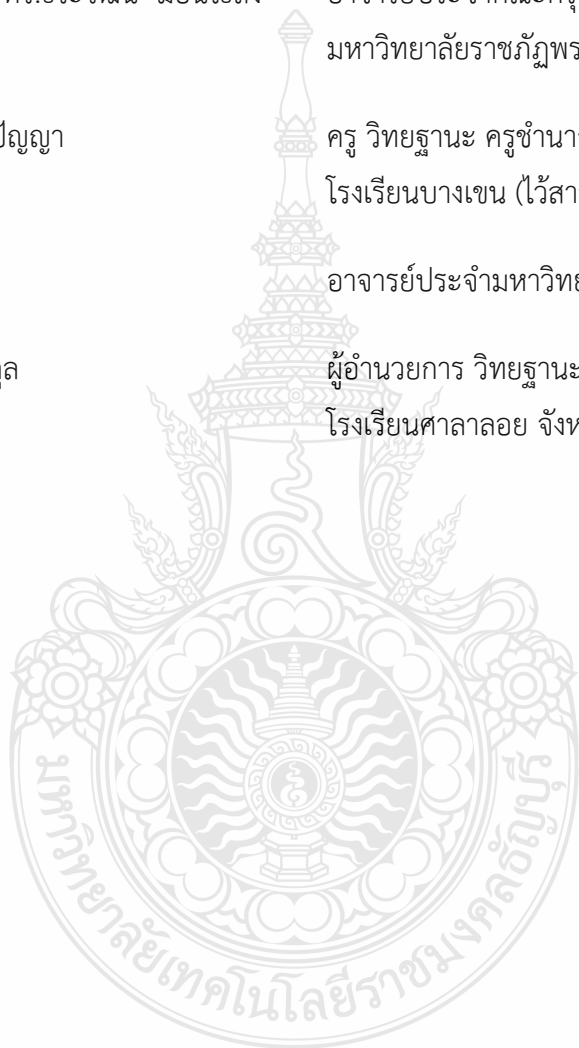 มหาวิทยาลัยราชภัฏพร
ปัญญา ครู วิทยฐานะ ครูชำนา
โรงเรียนบางเขน (ไว้สา
อาจารย์ประจำมหาวิทย
กุล ผู้อำนวยการ วิทยฐานะ
โรงเรียนศาลาลอย จังห
มหาวิทยาลัยเทคโนโลยีราชมงคลธัญบุรี